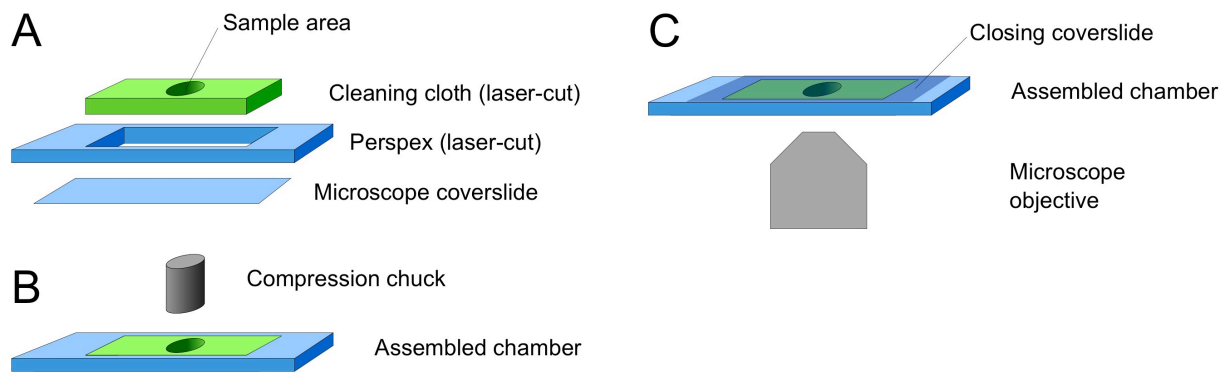 A
Sample area
Cleaning cloth (laser-cut)
Perspex (laser-cut)
Microscope coverslide
B
Compression chuck
Assembled chamber
C
Closing coverslide
Assembled chamber
Microscope
objective